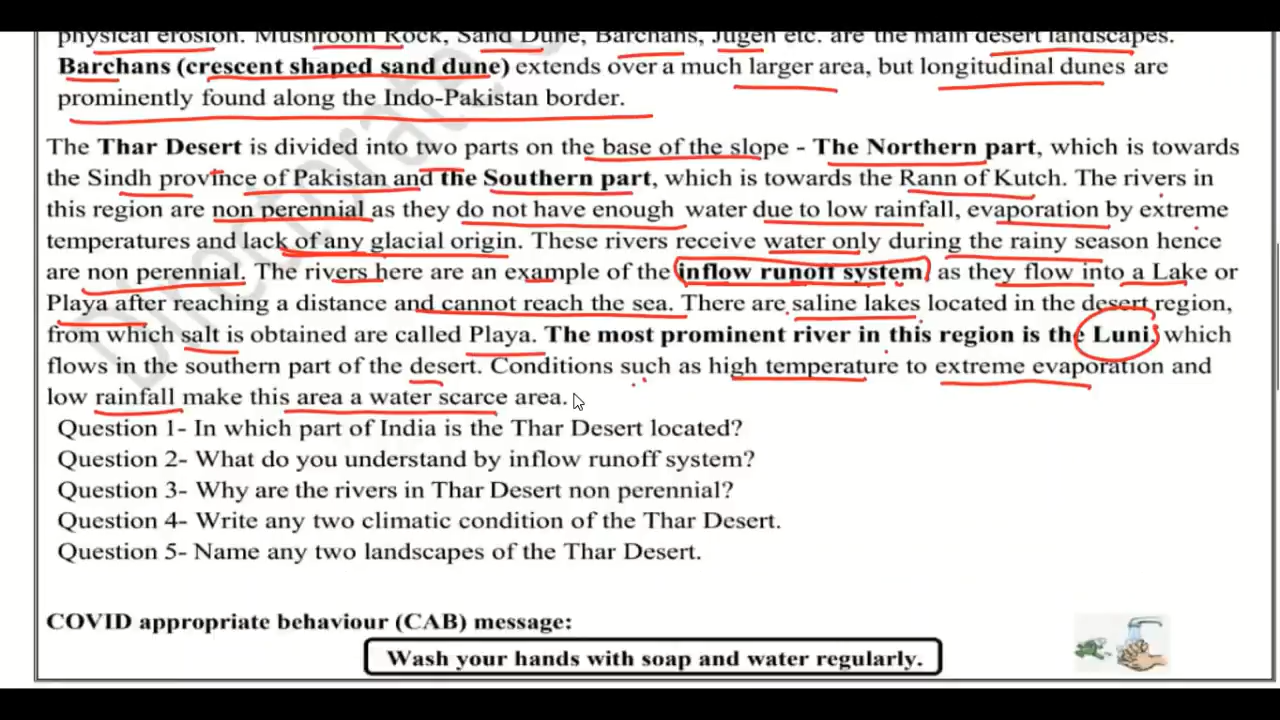 physical erosion. Mushroom Rock, Sand Dune, Barchans, Jugen etc. are the main desert landscapes.
Barchans (crescent shaped sand dune) extends over a much larger area, but longitudinal dunes are
prominently found along the Indo-Pakistan border.
The Thar Desert is divided into two parts on the base of the slope - The Northern part, which is towards
the Sindh province of Pakistan and the Southern part, which is towards the Rann of Kutch. The rivers in
this region are non perennial as they do not have enough water due to low rainfall, evaporation by extreme
temperatures and lack of any glacial origin. These rivers receive water only during the rainy season hence
are non perennial. The rivers here are an example of the inflow runoff system, as they flow into a Lake or
Playa after reaching a distance and cannot reach the sea. There are saline lakes located in the desert region,
from which salt is obtained are called Playa. The most prominent river in this region is the Luni, which
flows in the southern part of the desert. Conditions such as high temperature to extreme evaporation and
low rainfall make this area a water scarce area.
Question 1- In which part of India is the Thar Desert located?
Question 2- What do you understand by inflow runoff system?
Question 3- Why are the rivers in Thar Desert non perennial?
Question 4- Write any two climatic condition of the Thar Desert.
Question 5- Name any two landscapes of the Thar Desert.
COVID appropriate behaviour (CAB) message:
Wash your hands with soap and water regularly.